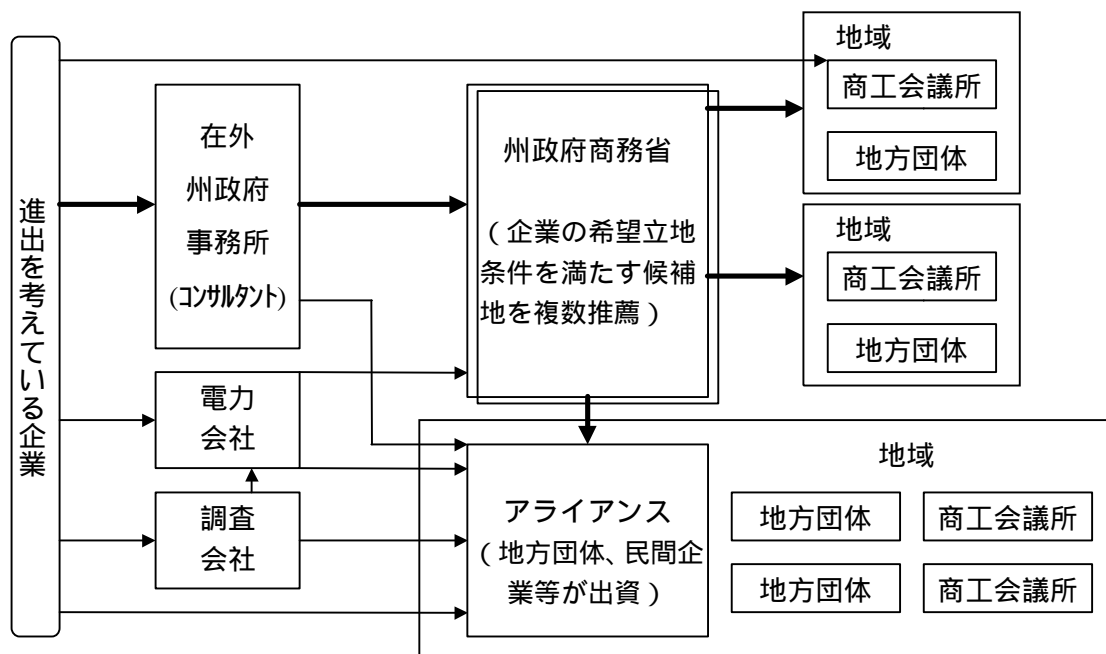 進出を考えている企業
在外
州政府
事務所
(コンサルタント)
電力
会社
調査
会社
州政府商務省
(企業の希望立地
条件を満たす候補
地を複数推薦)
アライアンス
(地方団体、民間企
業等が出資)
地域
商工会議所
地方団体
地域
商工会議所
地方団体
地域
地方団体
商工会議所
地方団体
商工会議所